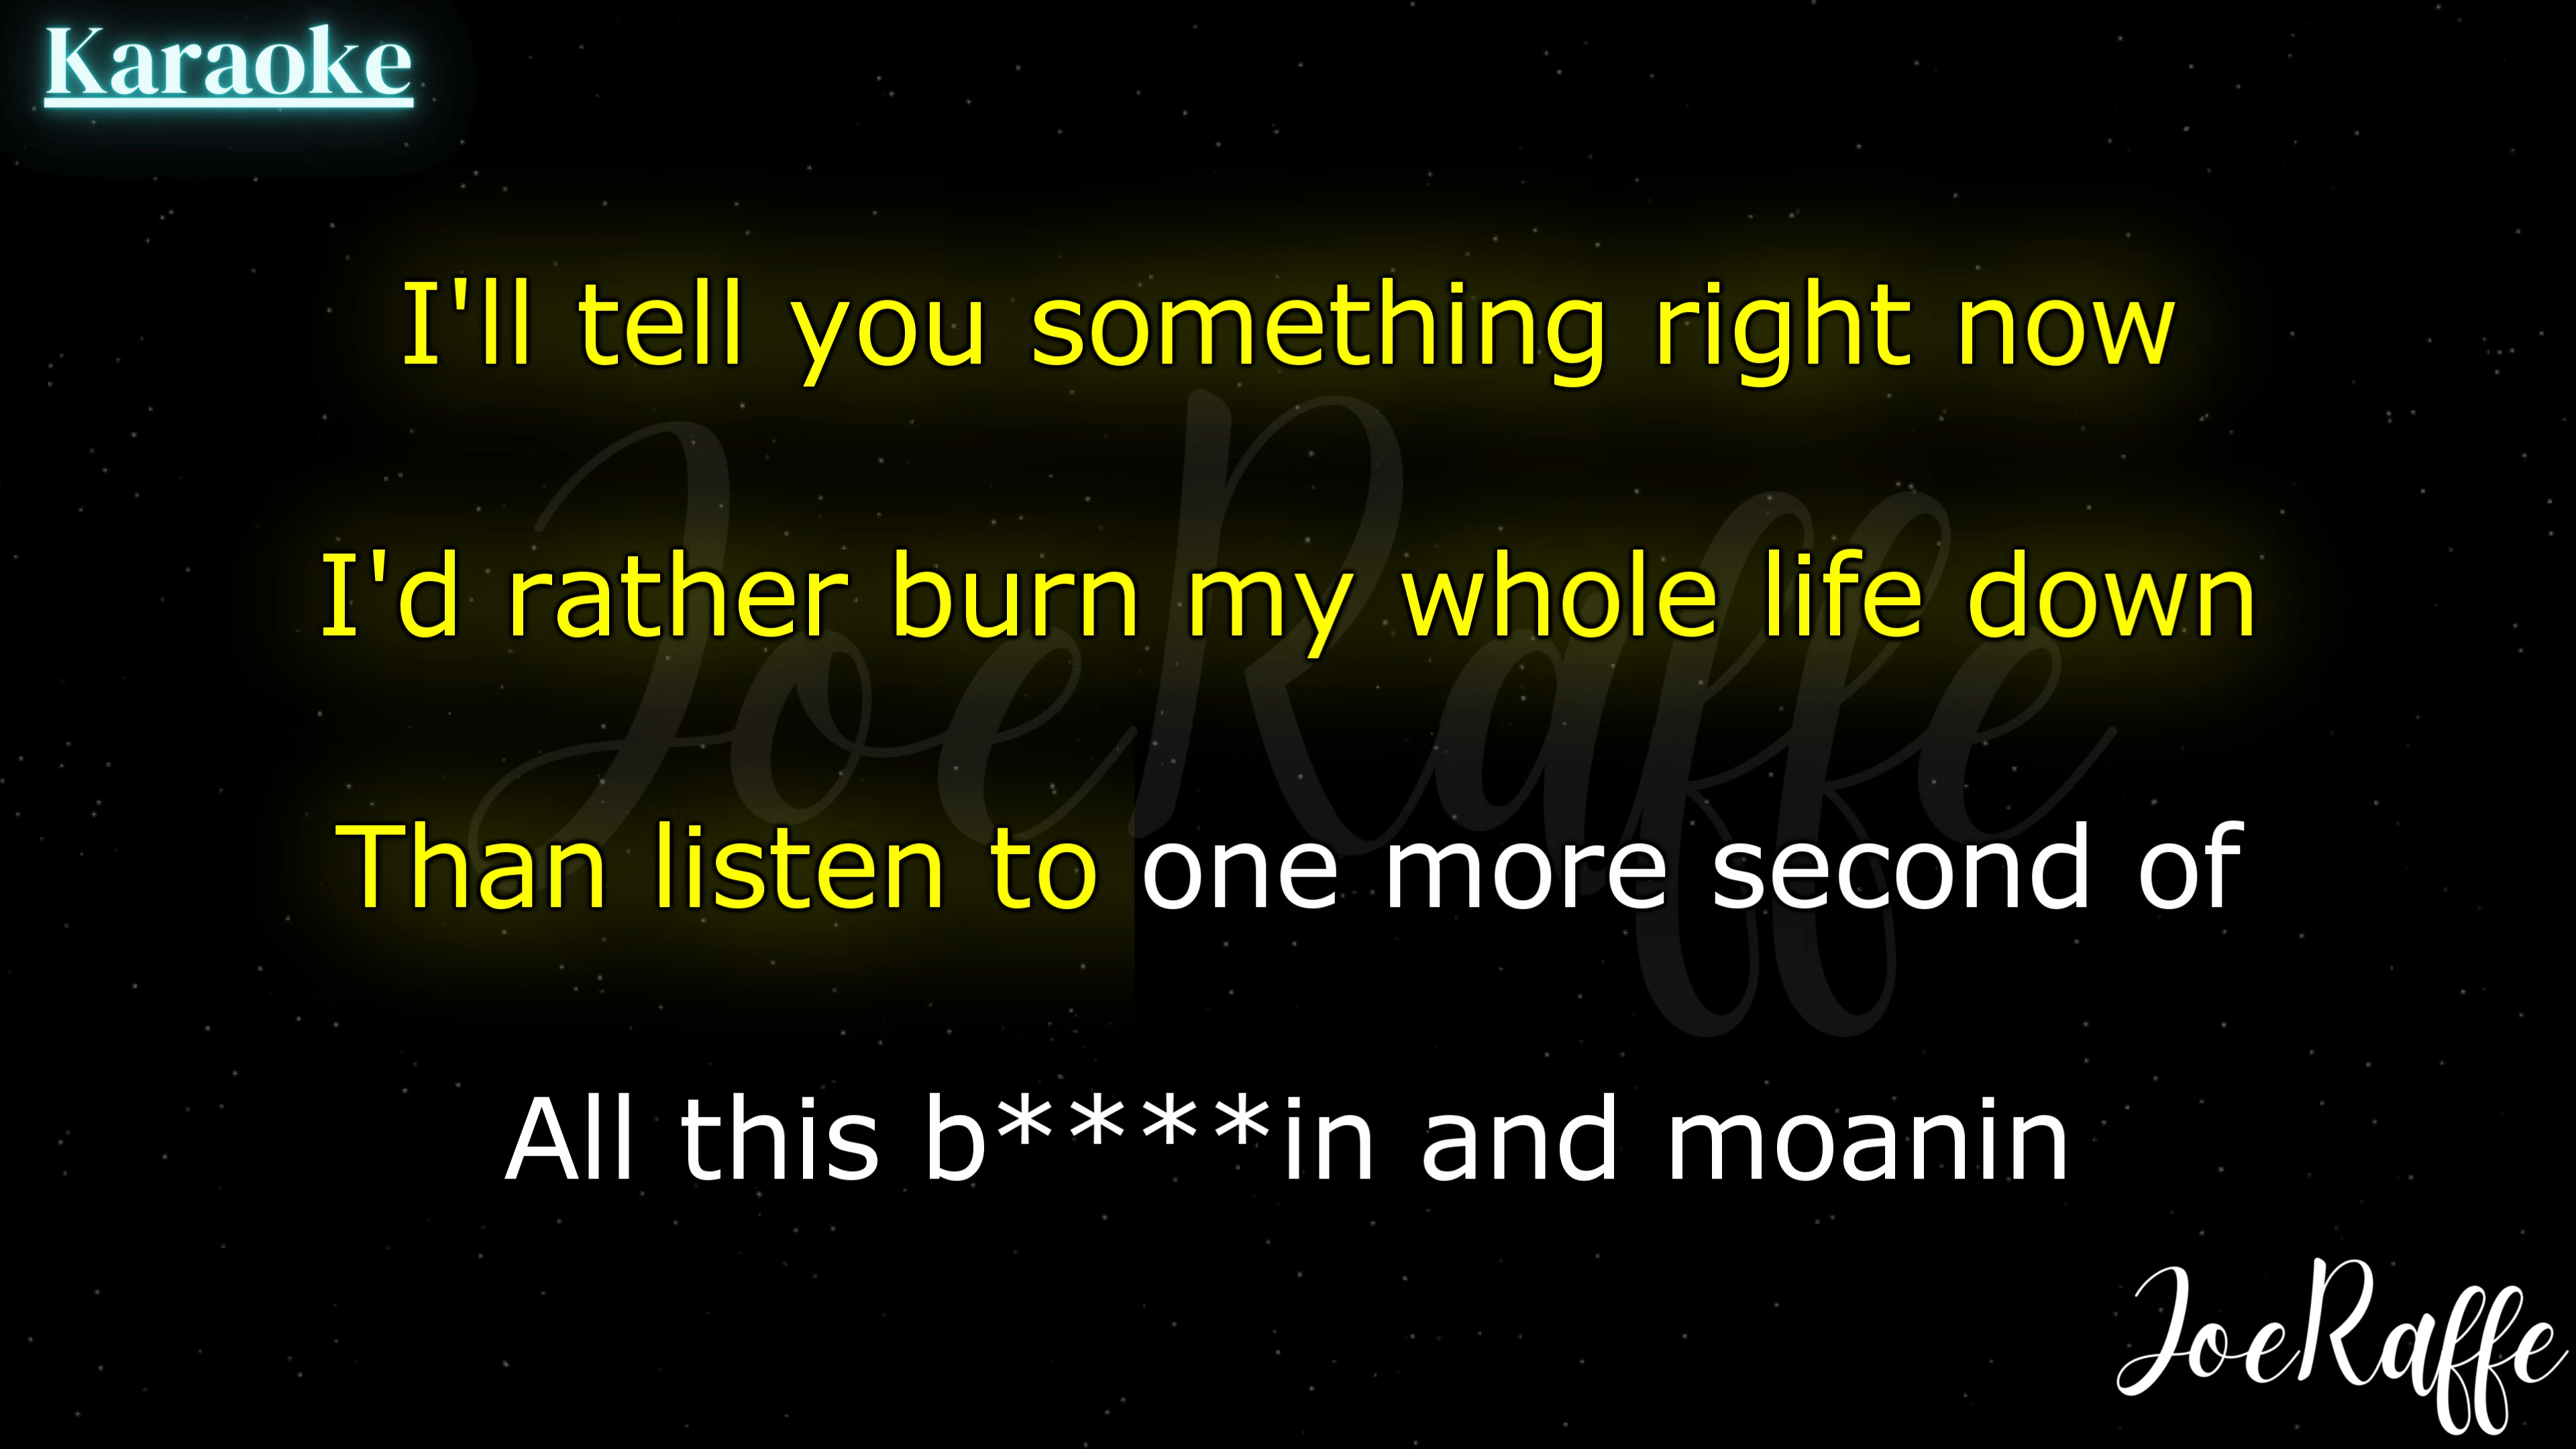 Karaoke
I'll tell you something right now
I'd rather burn my whole life down
Than listen to one more second of
All this b****in and moanin
JoeRaffe
JoeRaffe